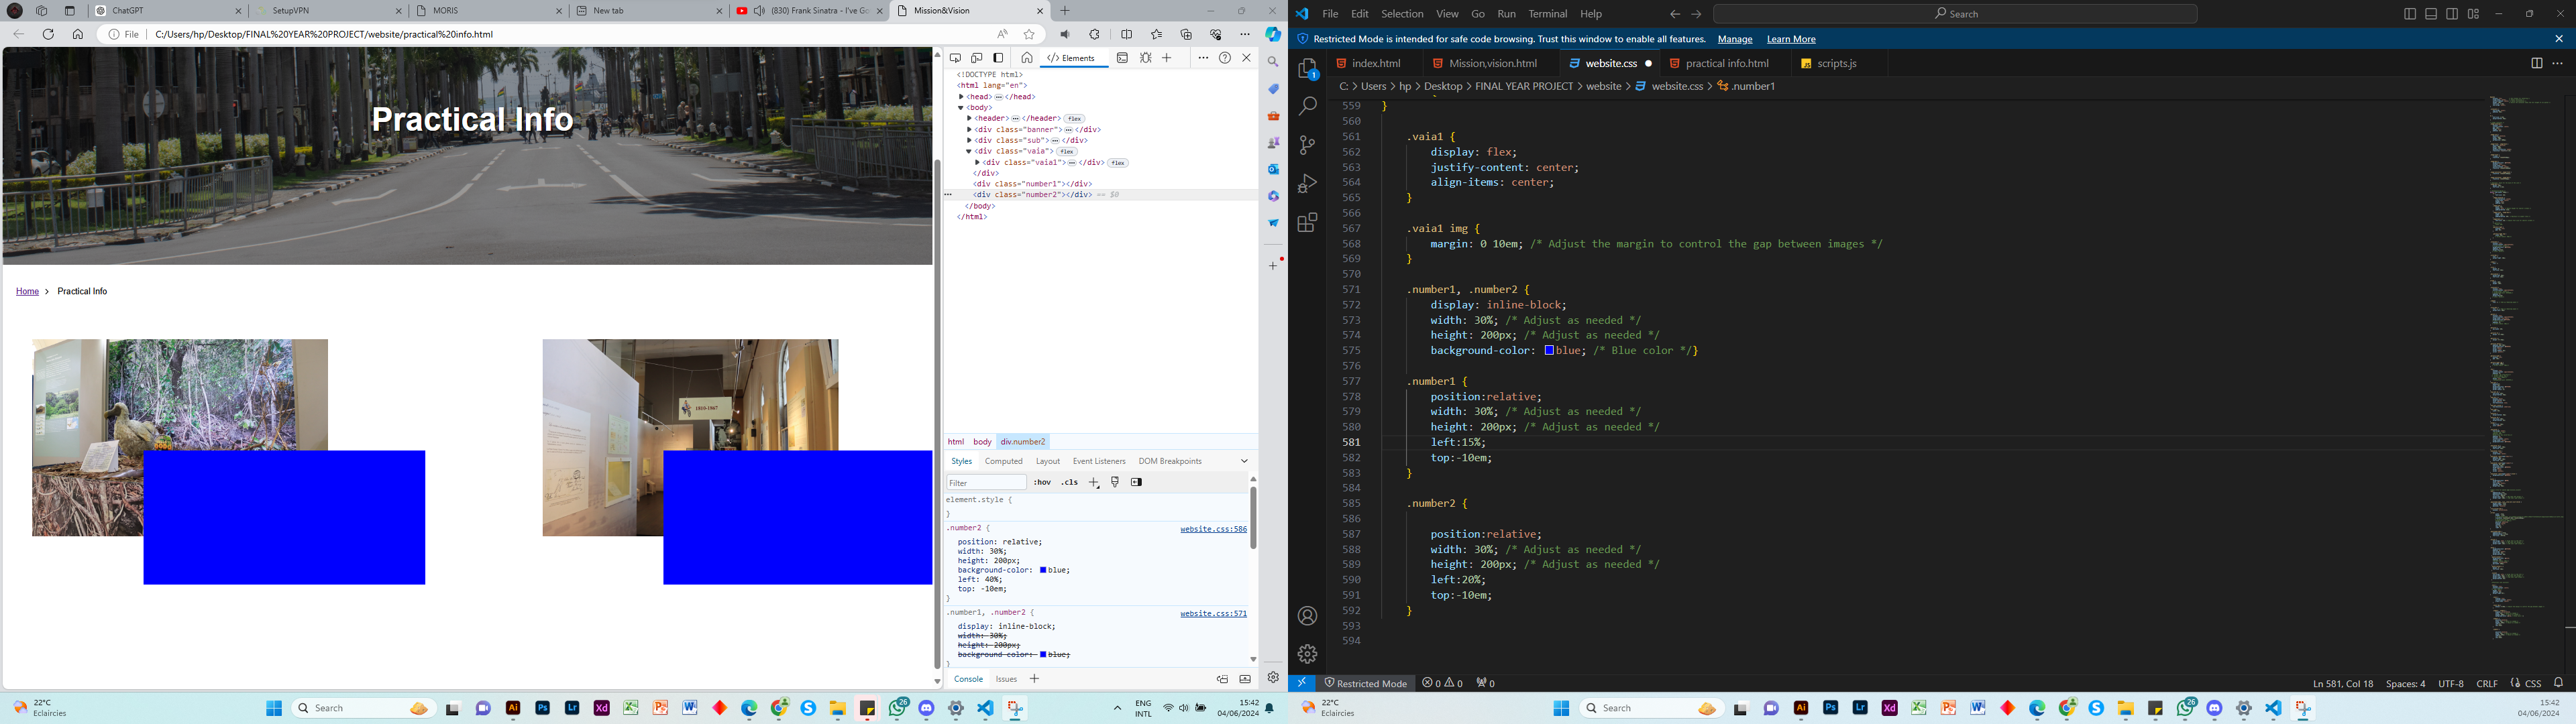 ChatGPT
SetupVPN
MORIS
New tab
(830) Frank Sinatra - I've Go
Mission&Vision
File
C:/Users/hp/Desktop/FINAL%20YEAR%20PROJECT/website/practical%20info.html
Practical Info
Home > Practical Info
1810-1967
Elements
<!DOCTYPE html>
<html lang="en">
<head> </head>
<body>
<header> </header> flex
<div class="banner"> </div>
<div class="sub"> </div>
<div class="vaia"> flex
<div class="vaia1"> </div> flex
</div>
<div class="number1"></div>
<div class="number2"></div> == $0
</body>
</html>
html body div.number2
Styles Computed Layout Event Listeners DOM Breakpoints
Filter :hov .cls
element.style {
}
.number2 { website.css:586
position: relative;
width: 30%;
height: 200px;
background-color: blue;
left: 40%;
top: -10em;
}
.number1, .number2 { website.css:571
display: inline-block;
width: 30%;
height: 200px;
background-color: blue;
}
Console Issues
22°C
Eclaircies
Search
26
ENG
INTL
15:42
04/06/2024
File Edit Selection View Go Run Terminal Help
Search
Restricted Mode is intended for safe code browsing. Trust this window to enable all features. Manage Learn More
1
index.html
Mission,vision.html
website.css
practical info.html
scripts.js
C: > Users > hp > Desktop > FINAL YEAR PROJECT > website > website.css > .number1
559 }
560
561 .vaia1 {
562 display: flex;
563 justify-content: center;
564 align-items: center;
565 }
566
567 .vaia1 img {
568 margin: 0 10em; /* Adjust the margin to control the gap between images */
569 }
570
571 .number1, .number2 {
572 display: inline-block;
573 width: 30%; /* Adjust as needed */
574 height: 200px; /* Adjust as needed */
575 background-color: blue; /* Blue color */}
576
577 .number1 {
578 position:relative;
579 width: 30%; /* Adjust as needed */
580 height: 200px; /* Adjust as needed */
581 left:15%;
582 top:-10em;
583 }
584
585 .number2 {
586
587 position:relative;
588 width: 30%; /* Adjust as needed */
589 height: 200px; /* Adjust as needed */
590 left:20%;
591 top:-10em;
592 }
593
594
Restricted Mode 0 0 0
Ln 581, Col 18 Spaces: 4 UTF-8 CRLF CSS
22°C
Eclaircies
Search
26
15:42
04/06/2024